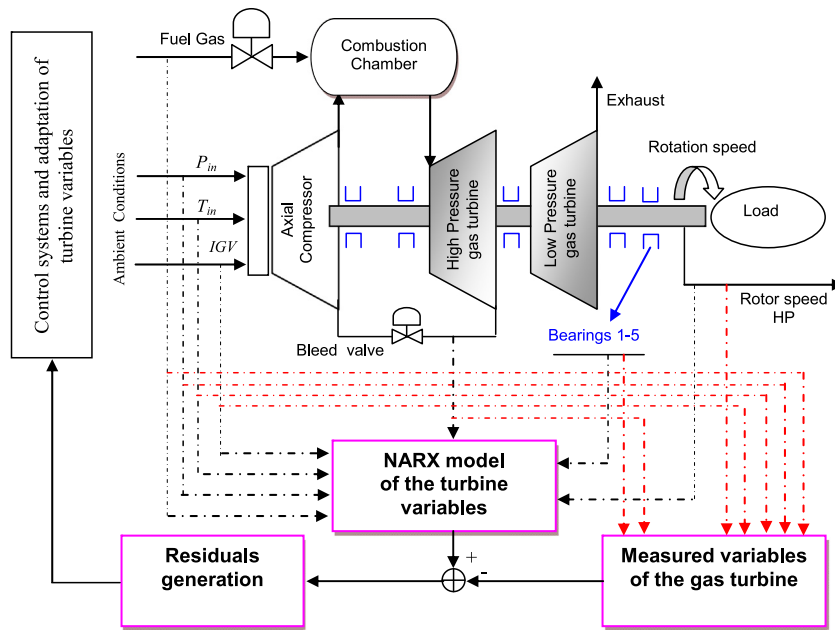 Fuel Gas
Combustion
Chamber
Exhaust
Rotation speed
Load
Control systems and adaptation of
turbine variables
Ambient Conditions
P in
T in
IGV
Axial
Compressor
High Pressure
gas turbine
Low Pressure
gas turbine
Rotor speed
HP
Bleed valve
Bearings 1-5
NARX model
of the turbine
variables
+
-
Residuals
generation
Measured variables
of the gas turbine